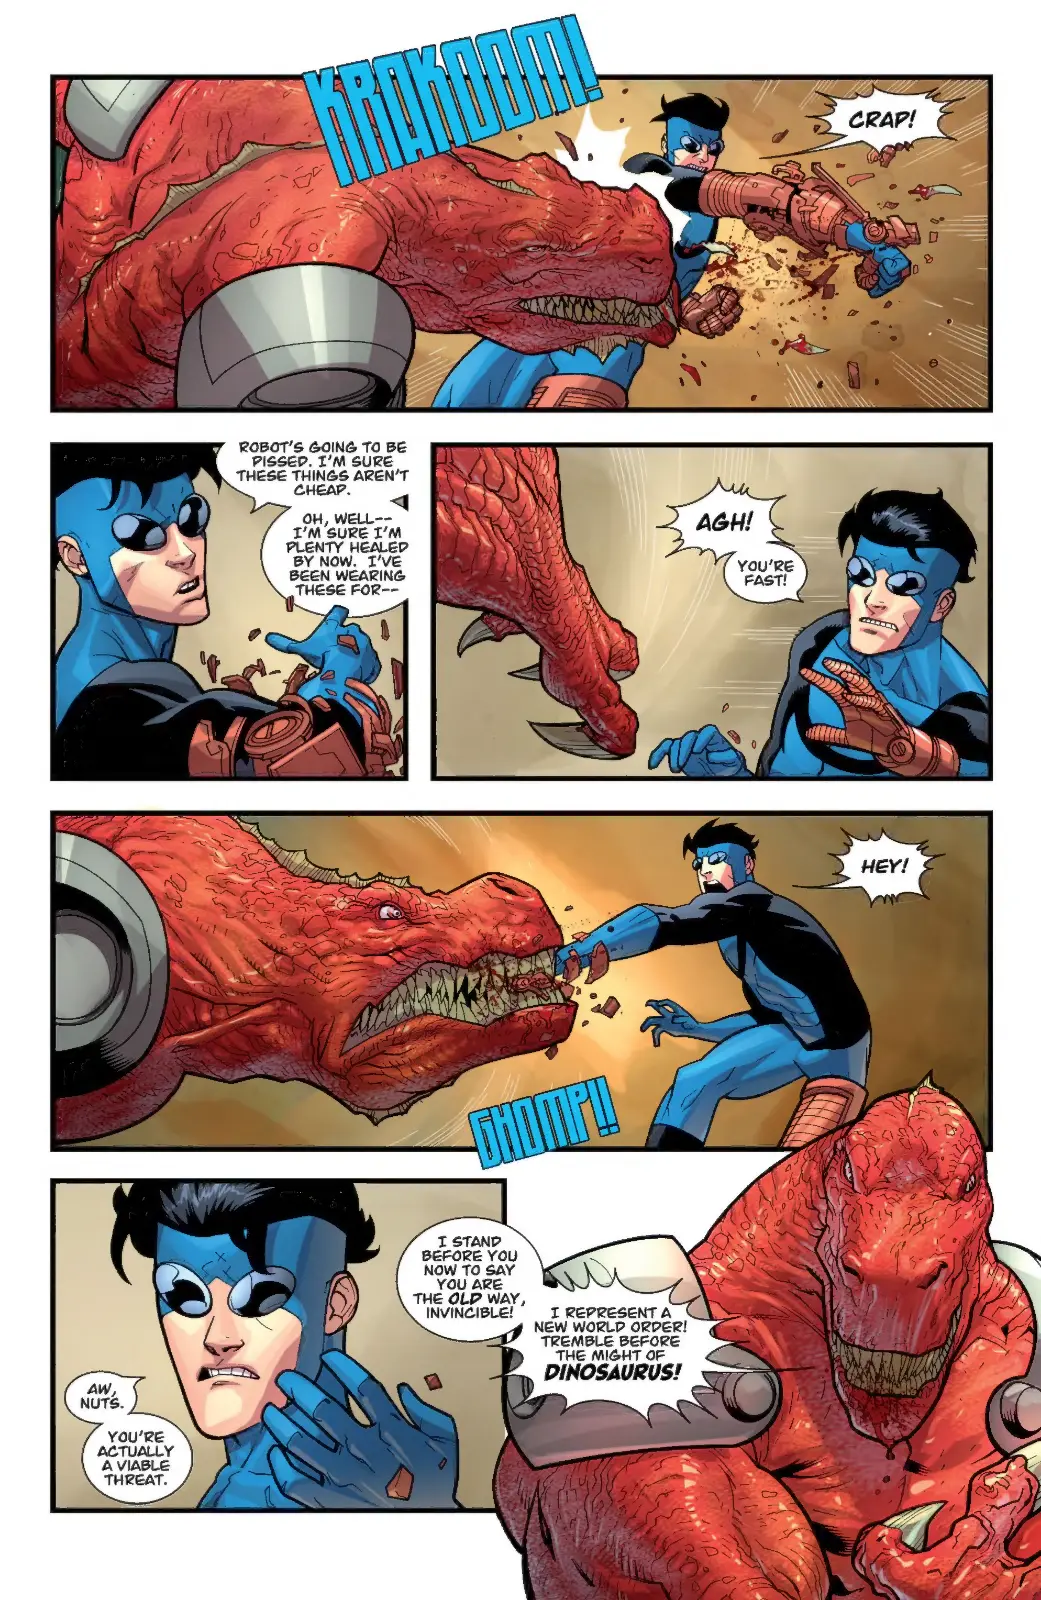 KRAKOOM!
CRAP!
ROBOT'S GOING TO BE
PISSED. I'M SURE
THESE THINGS AREN'T
CHEAP.
OH, WELL--
I'M SURE I'M
PLENTY HEALED
BY NOW. I'VE
BEEN WEARING
THESE FOR--
AGH!
YOU'RE
FAST!
HEY!
GHOMP!!
AW,
NUTS.
YOU'RE
ACTUALLY
A VIABLE
THREAT.
I STAND
BEFORE YOU
NOW TO SAY
YOU ARE
THE OLD WAY,
INVINCIBLE!
I REPRESENT A
NEW WORLD ORDER!
TREMBLE BEFORE
THE MIGHT OF
DINOSAURUS!